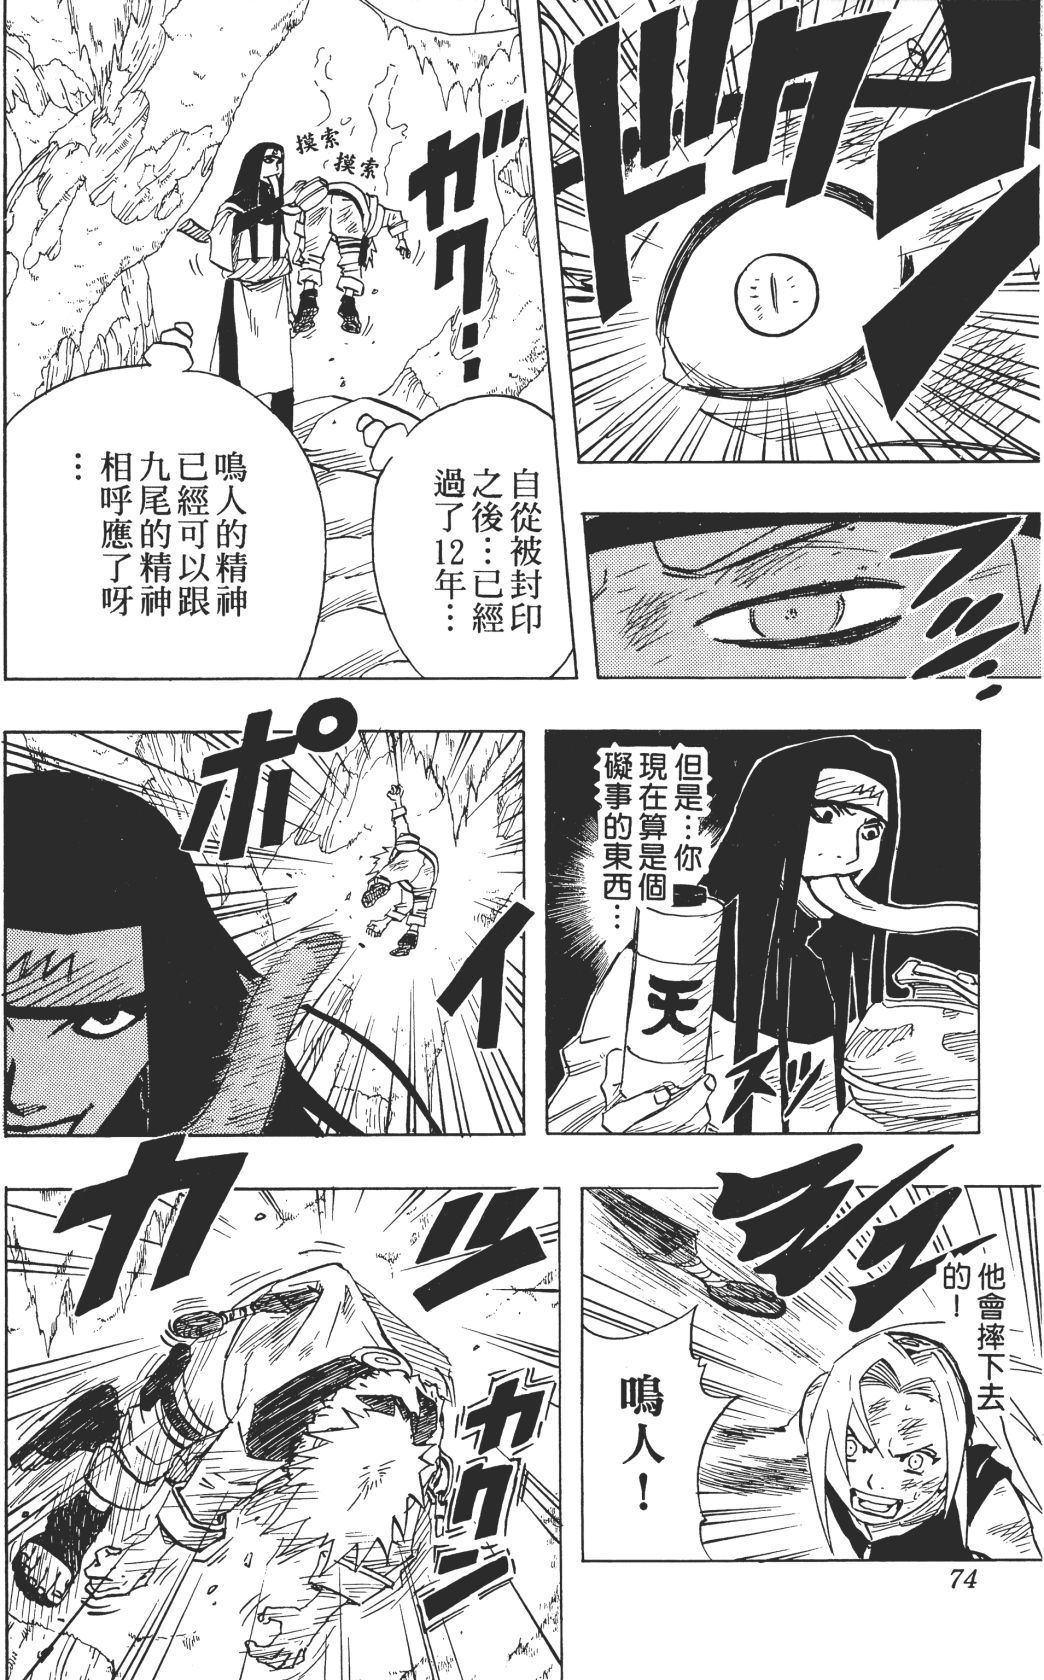 ドクン
ガク!
摸索
摸索
自從被封印
之後…已經
過了12年…
鳴人的精神
已經可以跟
九尾的精神
相呼應了呀
…
ズッ
但是…你
現在算是個
礙事的東西…
天
ズッ
ポイ
ヒュー
他會摔下去
的!
鳴人!
カッ
ガクン
74